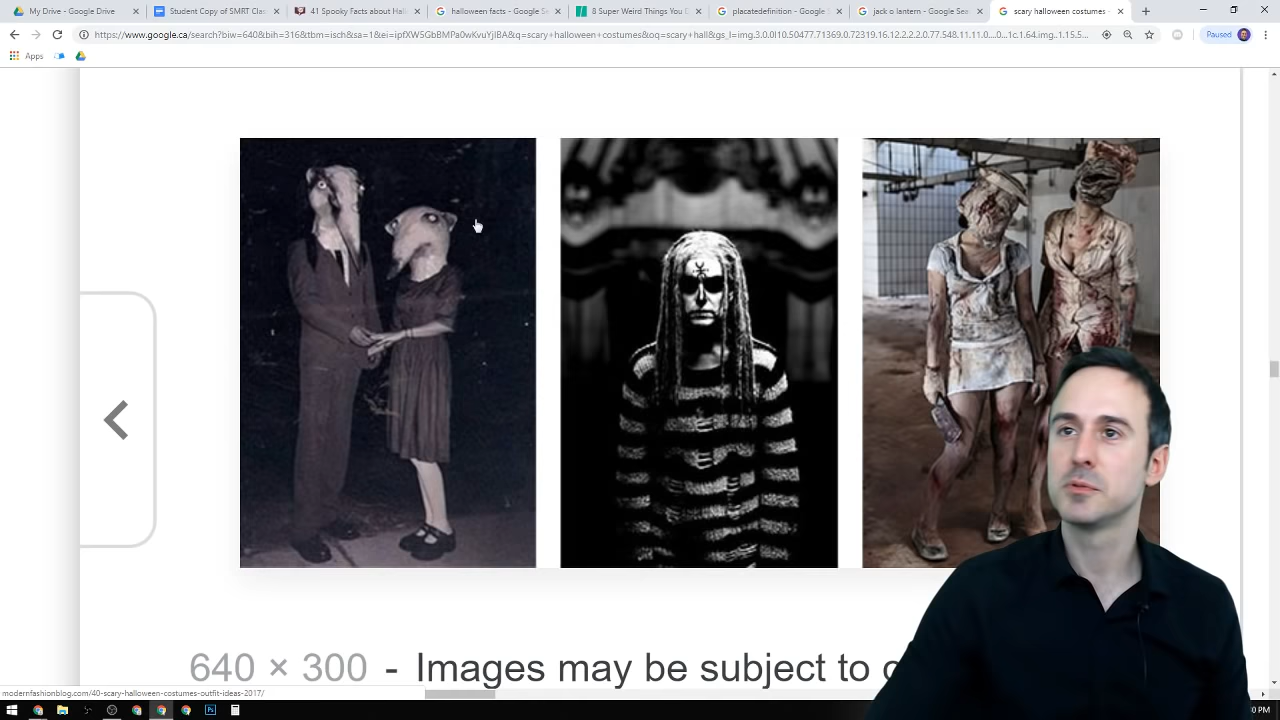 My Drive - Google Drive
Student Copy of SMRT Clas
41 Spooky Facts about Hal
halloween facts - Google S
8 Super Weird Things You D
placatedefinition - Google
jack o lantern - Google Sea
scary halloween costumes -
Paused
Apps
640 × 300 - Images may be subject to
modernfashionblog.com/40-scary-halloween-costumes-outfit-ideas-2017/